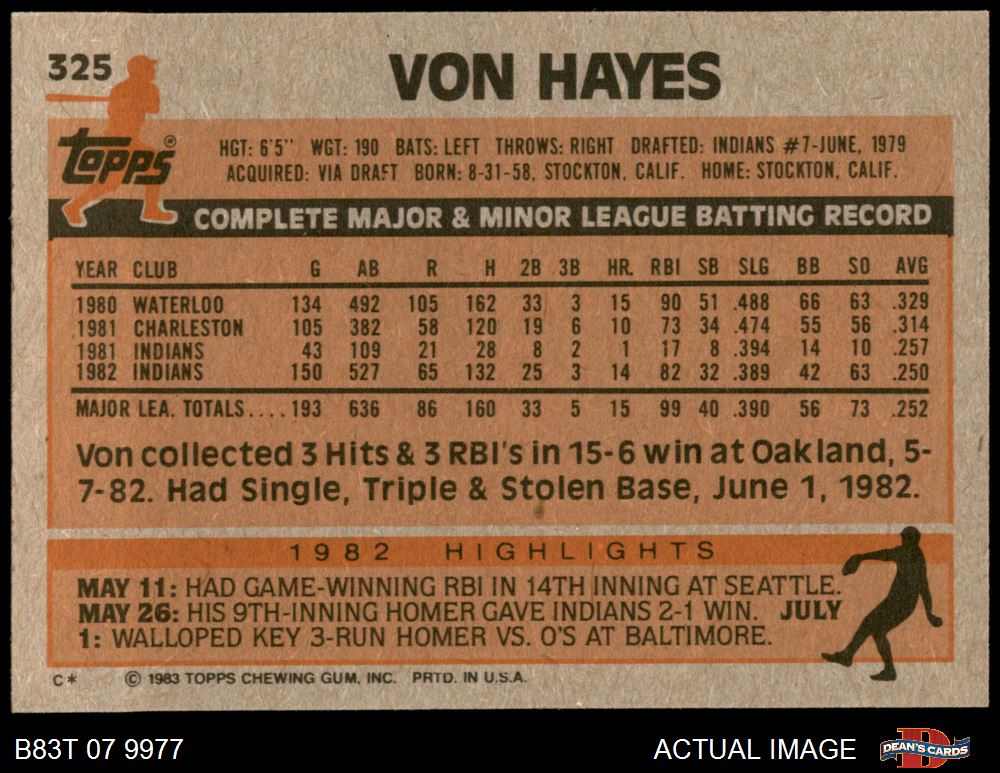 325
VON HAYES
Topps®
HGT: 6'5'' WGT: 190 BATS: LEFT THROWS: RIGHT DRAFTED: INDIANS #7-JUNE, 1979
ACQUIRED: VIA DRAFT BORN: 8-31-58, STOCKTON, CALIF. HOME: STOCKTON, CALIF.
COMPLETE MAJOR & MINOR LEAGUE BATTING RECORD
YEAR CLUB G AB R H 2B 3B HR. RBI SB SLG BB SO AVG
1980 WATERLOO 134 492 105 162 33 3 15 90 51 .488 66 63 .329
1981 CHARLESTON 105 382 58 120 19 6 10 73 34 .474 55 56 .314
1981 INDIANS 43 109 21 28 8 2 1 17 8 .394 14 10 .257
1982 INDIANS 150 527 65 132 25 3 14 82 32 .389 42 63 .250
MAJOR LEA. TOTALS.... 193 636 86 160 33 5 15 99 40 .390 56 73 .252
Von collected 3 Hits & 3 RBI's in 15-6 win at Oakland, 5-
7-82. Had Single, Triple & Stolen Base, June 1, 1982.
1982 HIGHLIGHTS
MAY 11: HAD GAME-WINNING RBI IN 14TH INNING AT SEATTLE.
MAY 26: HIS 9TH-INNING HOMER GAVE INDIANS 2-1 WIN. JULY
1: WALLOPED KEY 3-RUN HOMER VS. O'S AT BALTIMORE.
C* © 1983 TOPPS CHEWING GUM, INC. PRTD. IN U.S.A.
B83T 07 9977 ACTUAL IMAGE DEAN'S CARDS